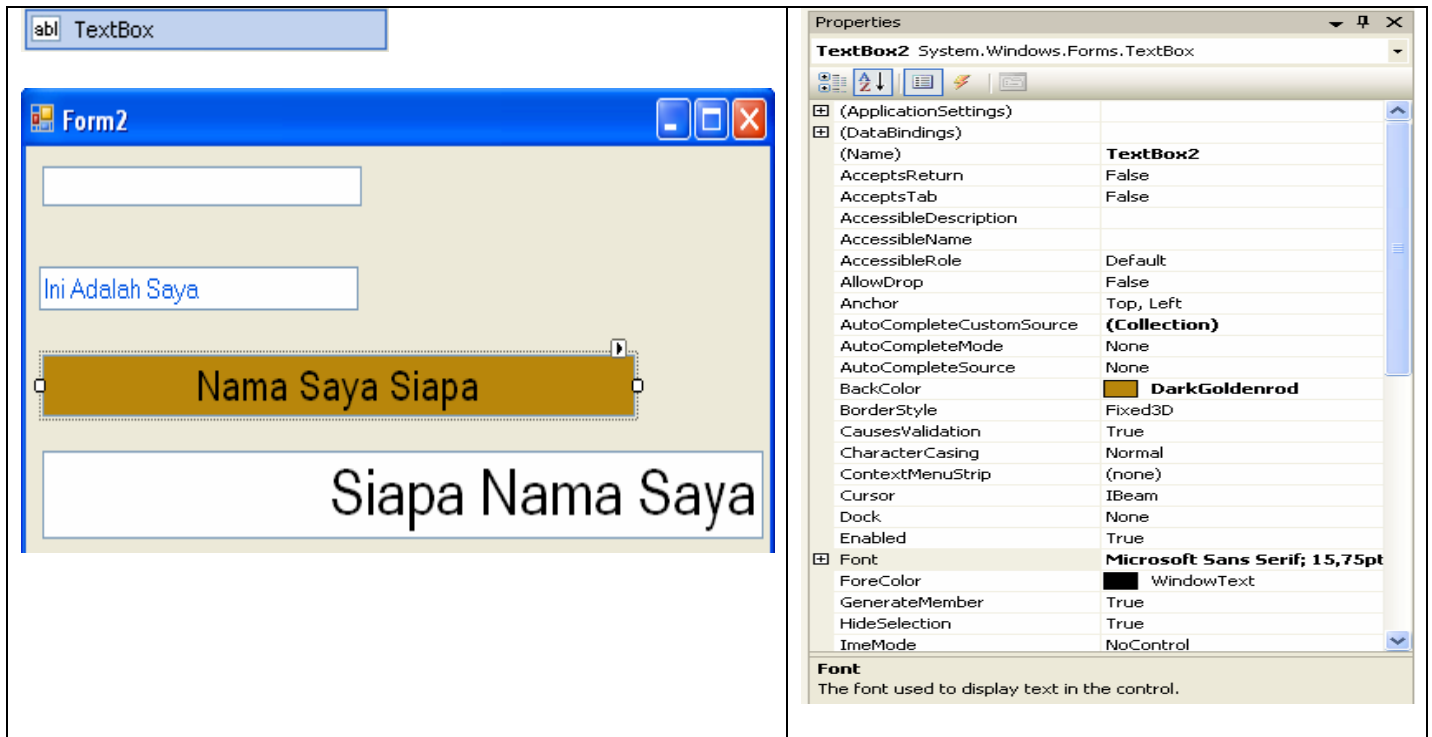 abl TextBox
Form2
Ini Adalah Saya
Nama Saya Siapa
Siapa Nama Saya
Properties
TextBox2 System.Windows.Forms.TextBox
(ApplicationSettings)
(DataBindings)
(Name) TextBox2
AcceptsReturn False
AcceptsTab False
AccessibleDescription
AccessibleName
AccessibleRole Default
AllowDrop False
Anchor Top, Left
AutoCompleteCustomSource (Collection)
AutoCompleteMode None
AutoCompleteSource None
BackColor DarkGoldenrod
BorderStyle Fixed3D
CausesValidation True
CharacterCasing Normal
ContextMenuStrip (none)
Cursor IBeam
Dock None
Enabled True
Font Microsoft Sans Serif; 15,75pt
ForeColor WindowText
GenerateMember True
HideSelection True
ImeMode NoControl
Font
The font used to display text in the control.